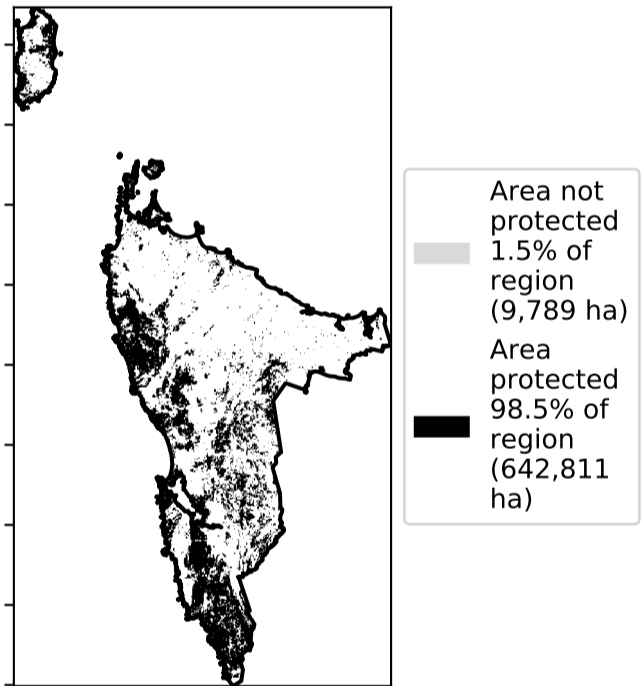 Area not
protected
1.5% of
region
(9,789 ha)
Area
protected
98.5% of
region
(642,811
ha)